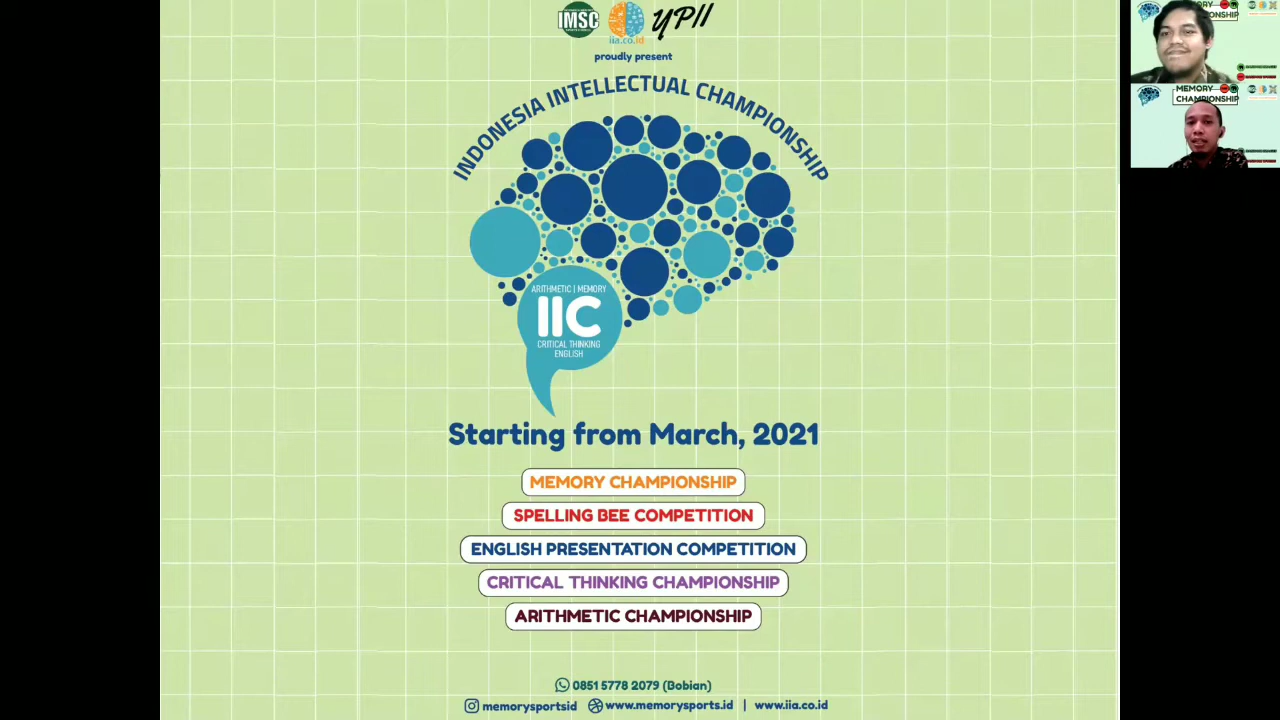 IMSC
iia.co.id
YPII
proudly present
INDONESIA INTELLECTUAL CHAMPIONSHIP
ARITHMETIC | MEMORY
IIC
CRITICAL THINKING
ENGLISH
Starting from March, 2021
MEMORY CHAMPIONSHIP
SPELLING BEE COMPETITION
ENGLISH PRESENTATION COMPETITION
CRITICAL THINKING CHAMPIONSHIP
ARITHMETIC CHAMPIONSHIP
0851 5778 2079 (Bobian)
memorysportsid www.memorysports.id | www.iia.co.id
MEMORY
MEMORY
CHAMPIONSHIP